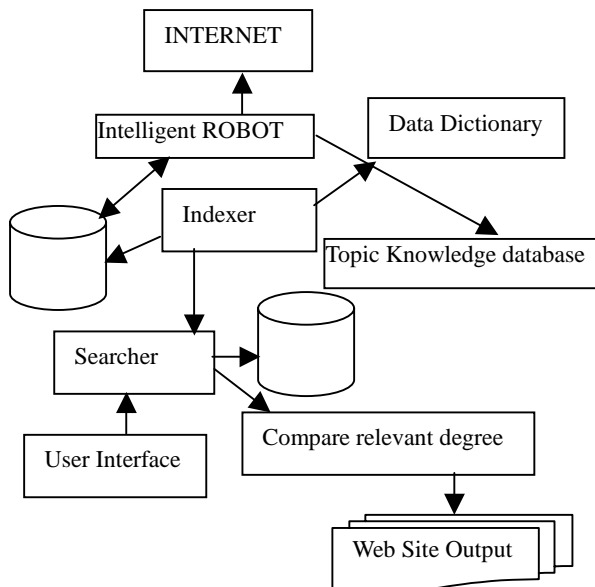 INTERNET
Intelligent ROBOT
Data Dictionary
Indexer
Topic Knowledge database
Searcher
Compare relevant degree
User Interface
Web Site Output